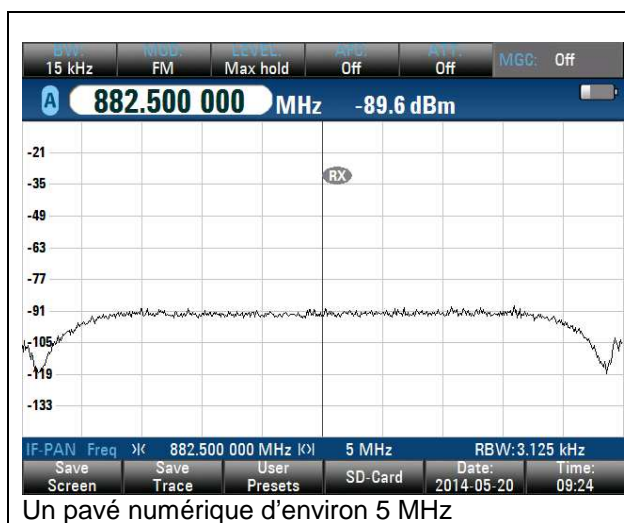 BW: MOD: LEVEL: AFC: ATT: MGC: Off
15 kHz FM Max hold Off Off
A 882.500 000 MHz -89.6 dBm
-21
RX
-35
-49
-63
-77
-91
-105
-119
-133
IF-PAN Freq 882.500 000 MHz 5 MHz RBW:3.125 kHz
Save Save User SD-Card Date: Time:
Screen Trace Presets 2014-05-20 09:24
Un pavé numérique d'environ 5 MHz